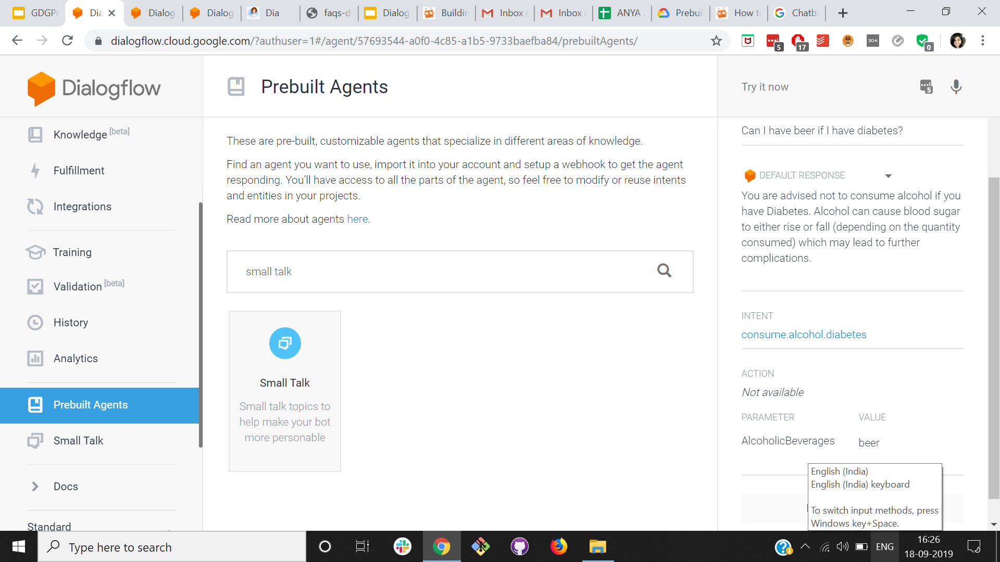 GDGPr
Dia
Dialog
Dialog
Dia
faqs-d
Dialog
Buildin
Inbox
Inbox
ANYA
Prebui
How to
Chatb
dialogflow.cloud.google.com/?authuser=1#/agent/57693544-a0f0-4c85-a1b5-9733baefba84/prebuiltAgents/
5
17
30K
0
Dialogflow
Knowledge [beta]
Fulfillment
Integrations
Training
Validation [beta]
History
Analytics
Prebuilt Agents
Small Talk
Docs
Standard
Prebuilt Agents
These are pre-built, customizable agents that specialize in different areas of knowledge.
Find an agent you want to use, import it into your account and setup a webhook to get the agent
responding. You’ll have access to all the parts of the agent, so feel free to modify or reuse intents
and entities in your projects.
Read more about agents here.
small talk
Small Talk
Small talk topics to
help make your bot
more personable
Try it now
5
Can I have beer if I have diabetes?
DEFAULT RESPONSE
You are advised not to consume alcohol if you
have Diabetes. Alcohol can cause blood sugar
to either rise or fall (depending on the quantity
consumed) which may lead to further
complications.
INTENT
consume.alcohol.diabetes
ACTION
Not available
PARAMETER VALUE
AlcoholicBeverages beer
English (India)
English (India) keyboard
To switch input methods, press
Windows key+Space.
Type here to search
ENG
16:26
18-09-2019